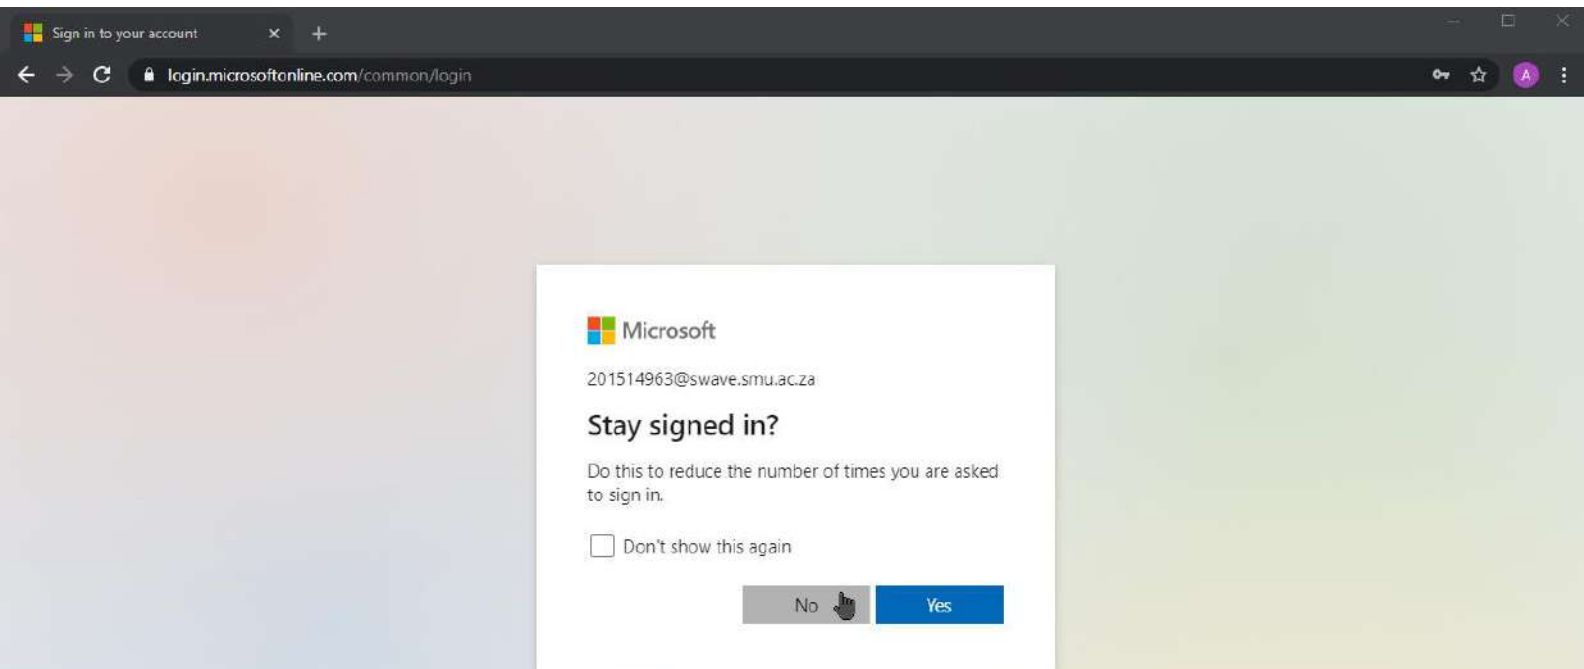 Sign in to your account
login.microsoftonline.com/common/login
A
Microsoft
201514963@swave.smu.ac.za
Stay signed in?
Do this to reduce the number of times you are asked
to sign in.
Don't show this again
No
Yes